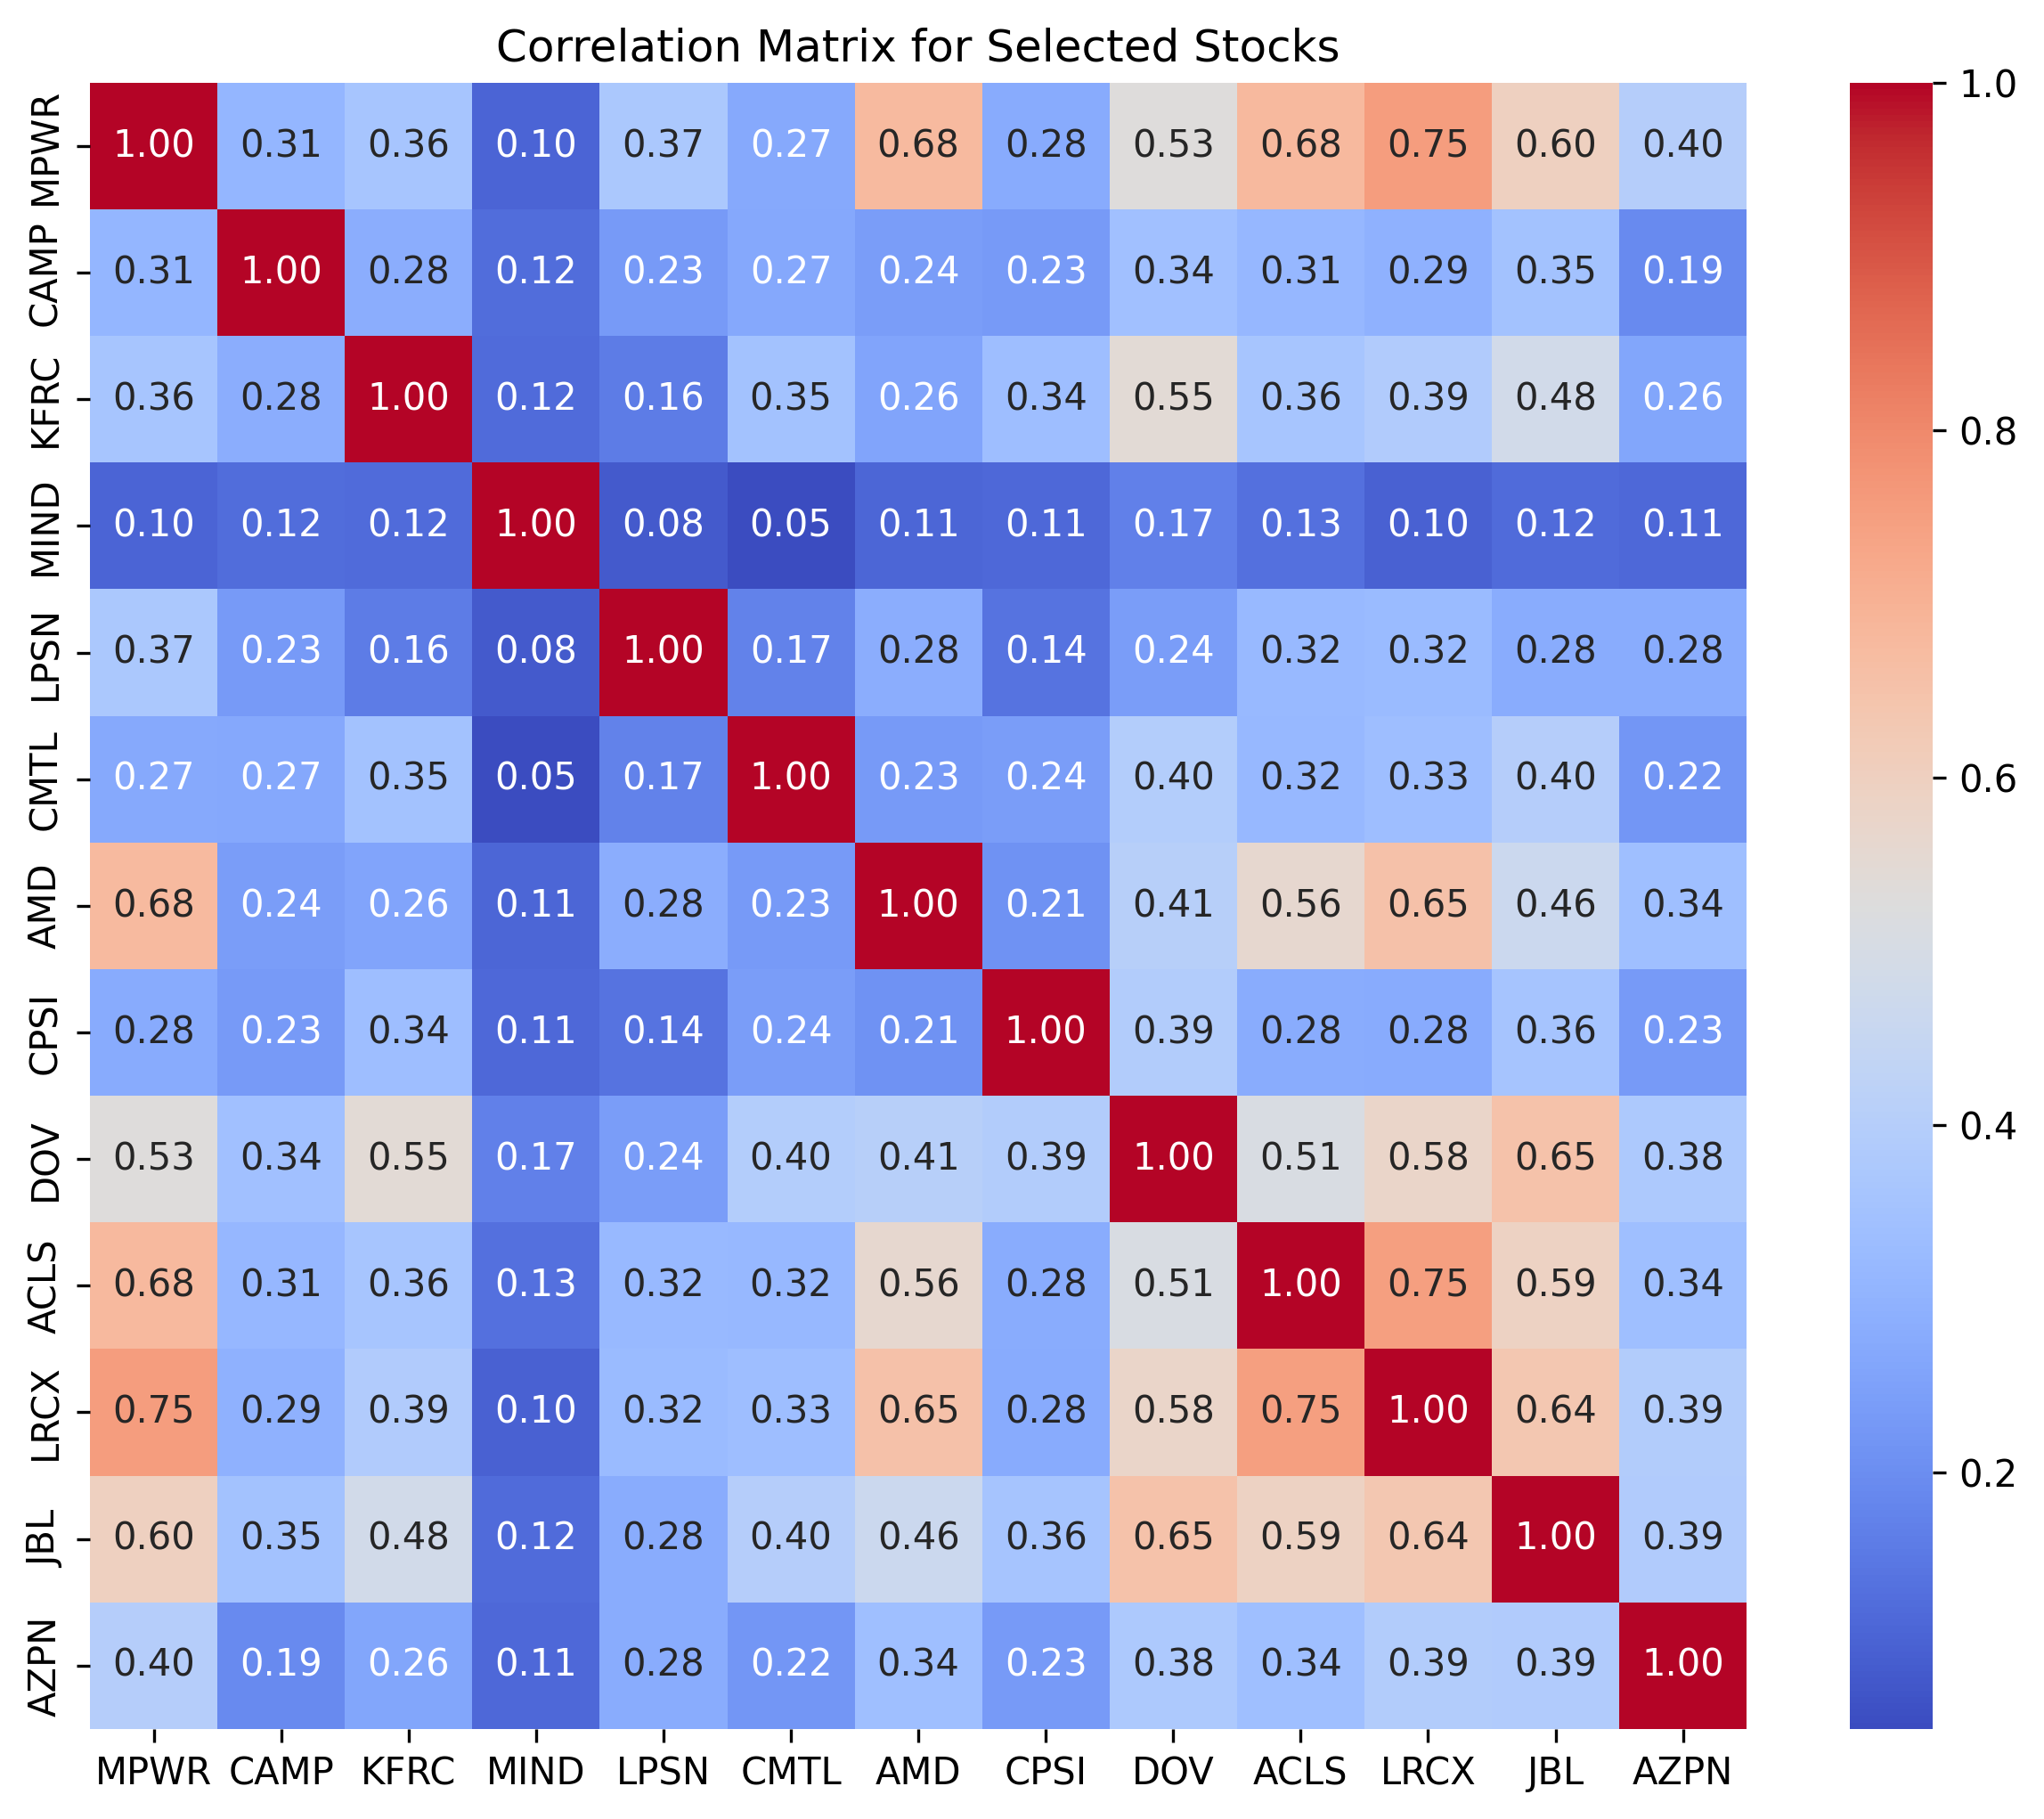 Correlation Matrix for Selected Stocks
MPWR 1.00 0.31 0.36 0.10 0.37 0.27 0.68 0.28 0.53 0.68 0.75 0.60 0.40
CAMP 0.31 1.00 0.28 0.12 0.23 0.27 0.24 0.23 0.34 0.31 0.29 0.35 0.19
KFRC 0.36 0.28 1.00 0.12 0.16 0.35 0.26 0.34 0.55 0.36 0.39 0.48 0.26
MIND 0.10 0.12 0.12 1.00 0.08 0.05 0.11 0.11 0.17 0.13 0.10 0.12 0.11
LPSN 0.37 0.23 0.16 0.08 1.00 0.17 0.28 0.14 0.24 0.32 0.32 0.28 0.28
CMTL 0.27 0.27 0.35 0.05 0.17 1.00 0.23 0.24 0.40 0.32 0.33 0.40 0.22
AMD 0.68 0.24 0.26 0.11 0.28 0.23 1.00 0.21 0.41 0.56 0.65 0.46 0.34
CPSI 0.28 0.23 0.34 0.11 0.14 0.24 0.21 1.00 0.39 0.28 0.28 0.36 0.23
DOV 0.53 0.34 0.55 0.17 0.24 0.40 0.41 0.39 1.00 0.51 0.58 0.65 0.38
ACLS 0.68 0.31 0.36 0.13 0.32 0.32 0.56 0.28 0.51 1.00 0.75 0.59 0.34
LRCX 0.75 0.29 0.39 0.10 0.32 0.33 0.65 0.28 0.58 0.75 1.00 0.64 0.39
JBL 0.60 0.35 0.48 0.12 0.28 0.40 0.46 0.36 0.65 0.59 0.64 1.00 0.39
AZPN 0.40 0.19 0.26 0.11 0.28 0.22 0.34 0.23 0.38 0.34 0.39 0.39 1.00
MPWR CAMP KFRC MIND LPSN CMTL AMD CPSI DOV ACLS LRCX JBL AZPN
1.0
0.8
0.6
0.4
0.2